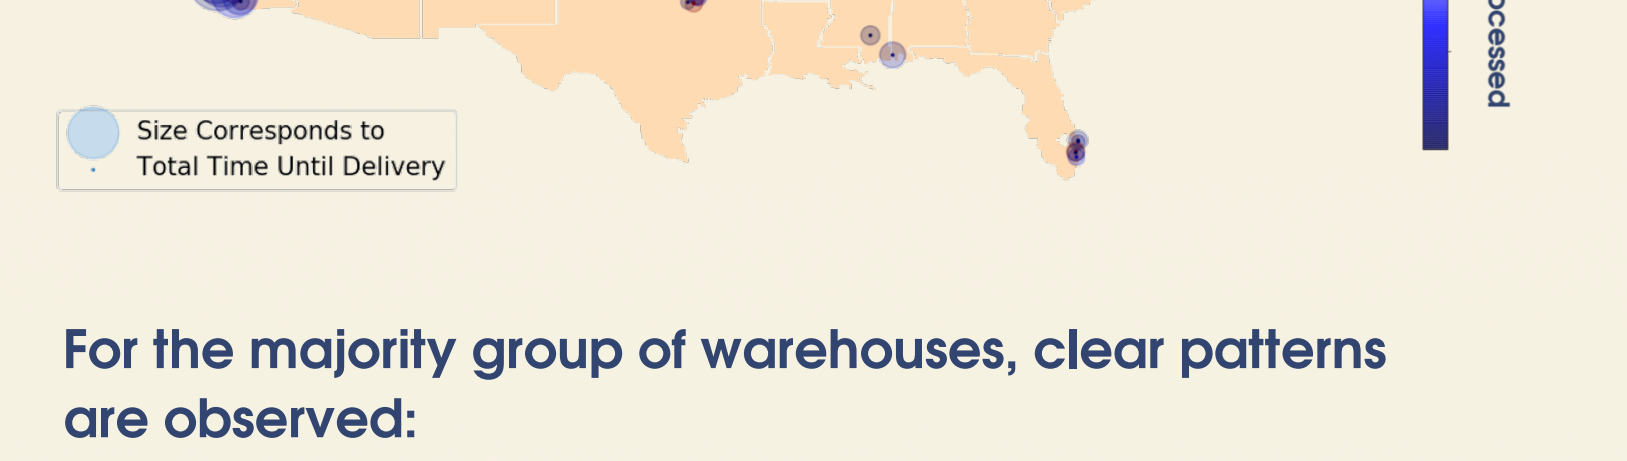 Size Corresponds to
Total Time Until Delivery
For the majority group of warehouses, clear patterns
are observed: